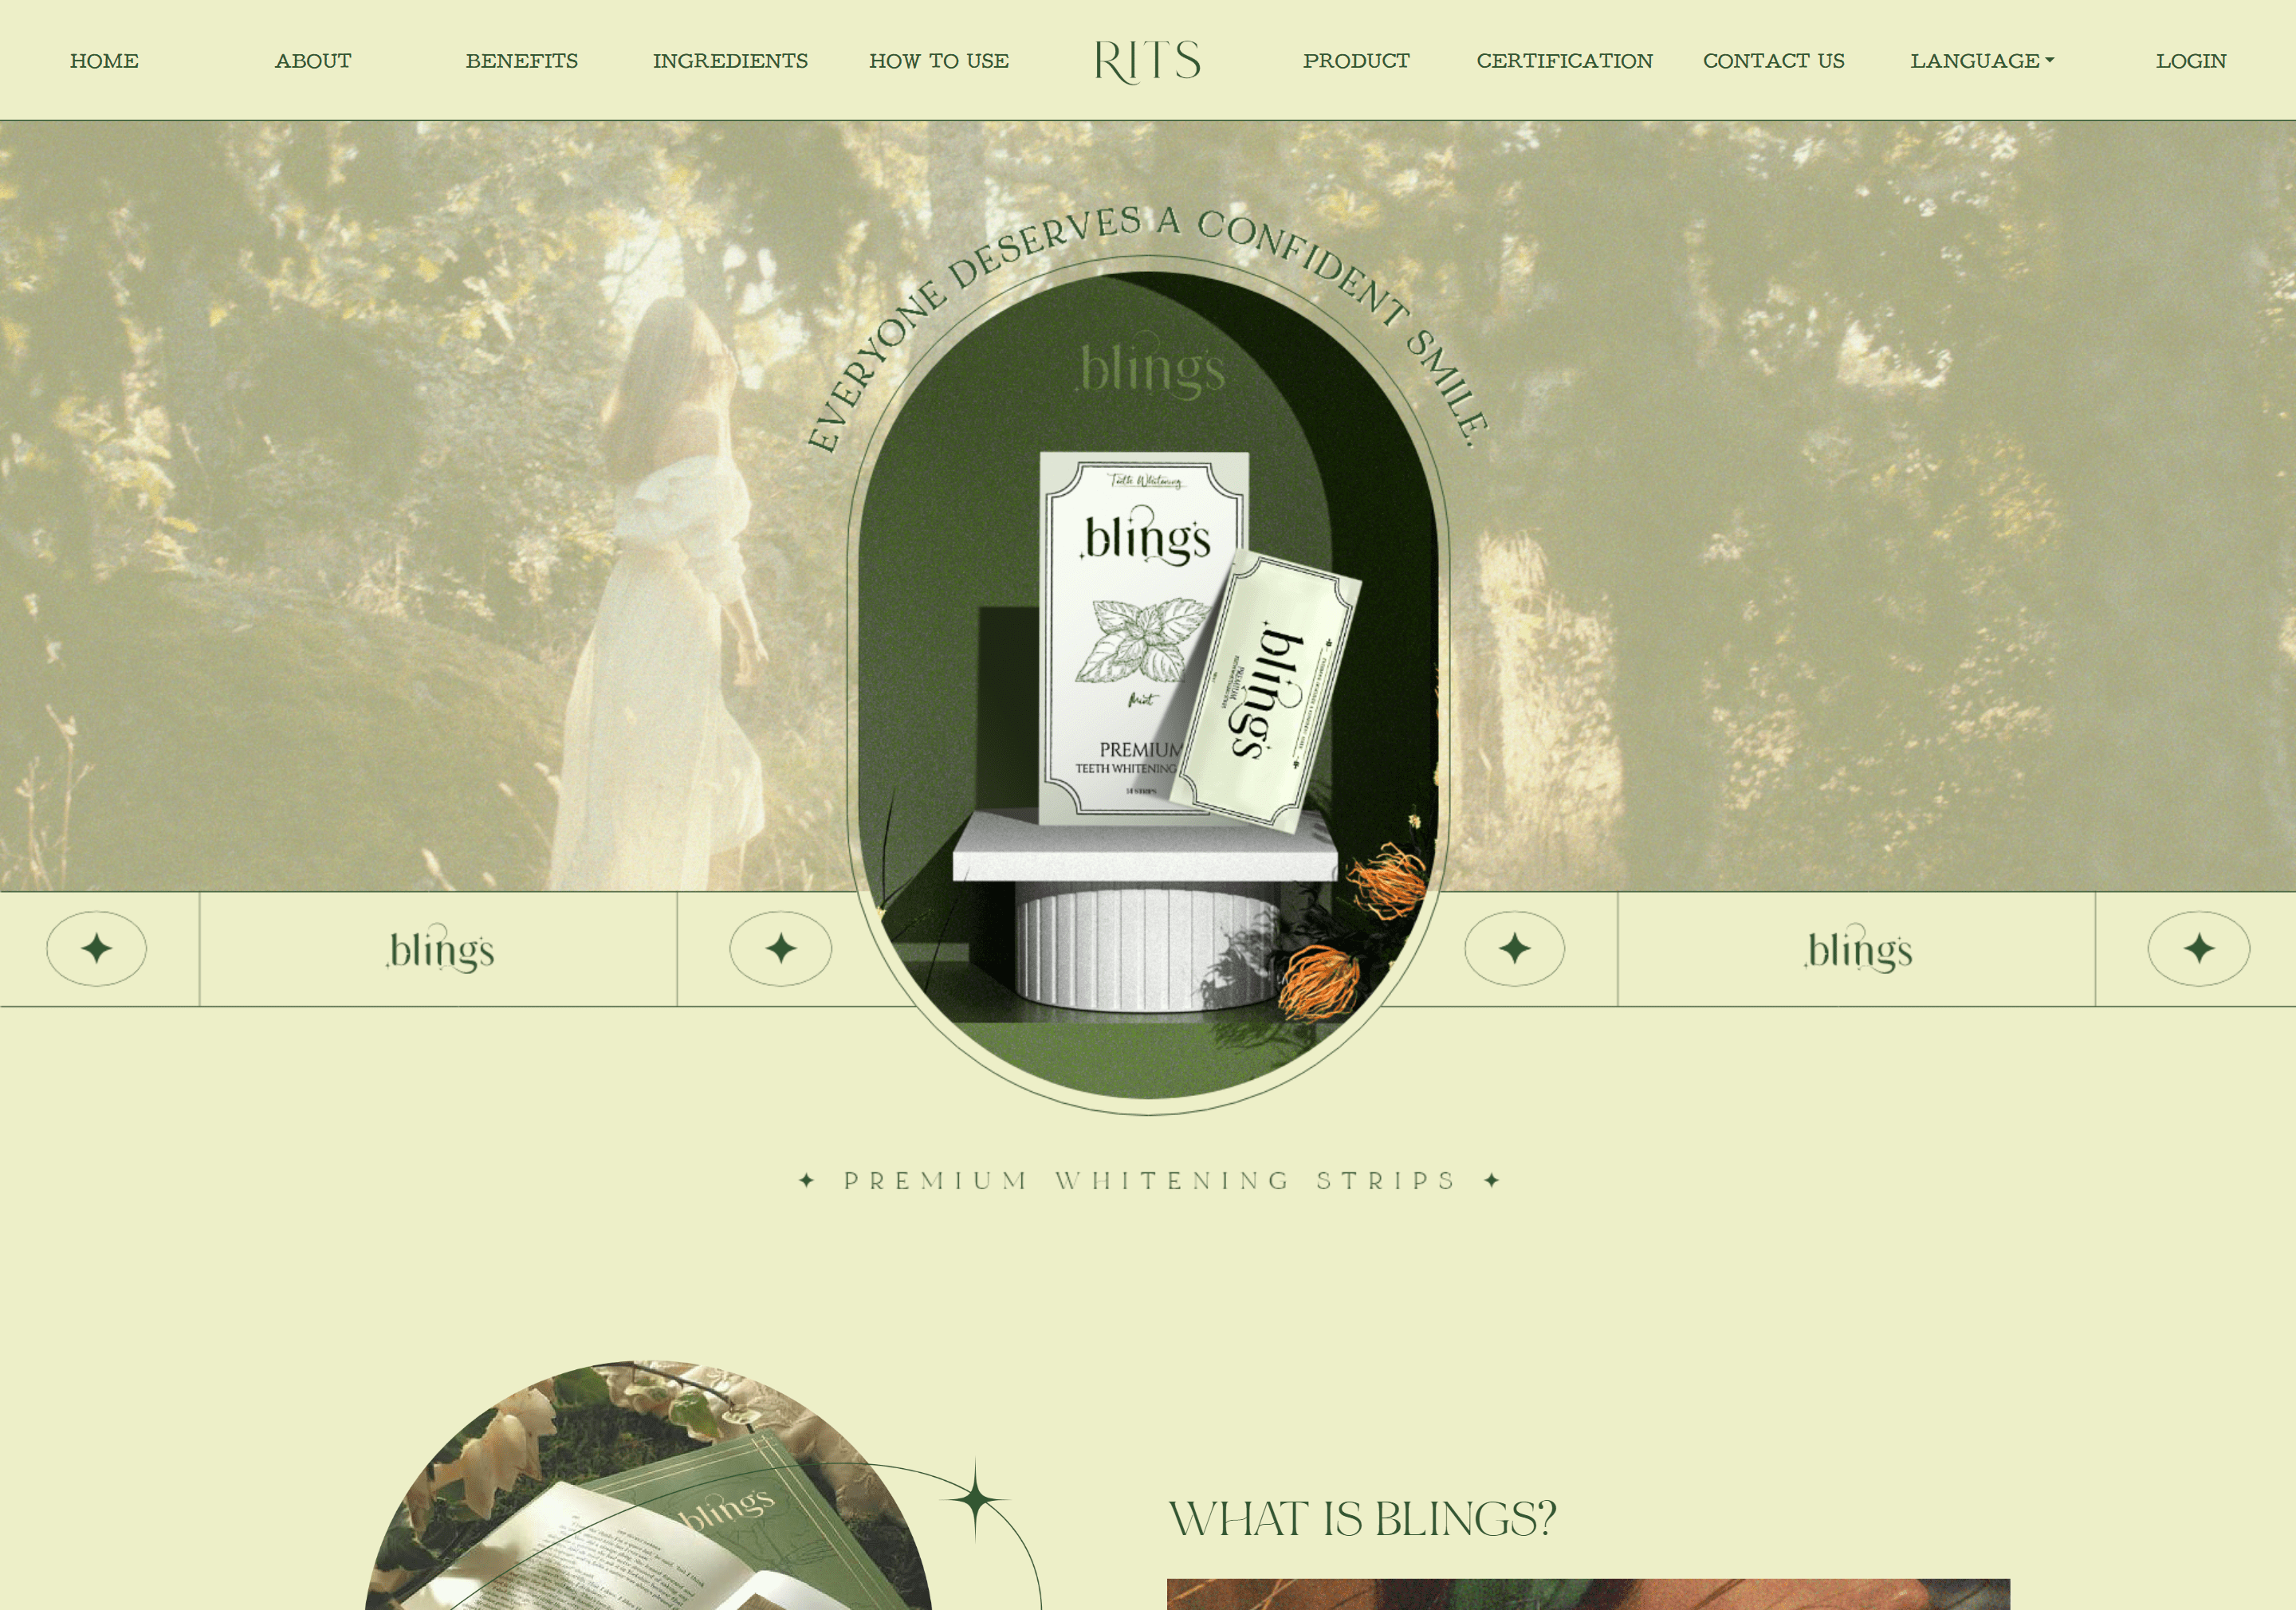 HOME
ABOUT
BENEFITS
INGREDIENTS
HOW TO USE
RITS
PRODUCT
CERTIFICATION
CONTACT US
LANGUAGE
LOGIN
EVERYONE DESERVES A CONFIDENT SMILE.
blings
Teeth Whitening
blings
Mint
PREMIUM
TEETH WHITENING
blings
blings
blings
PREMIUM WHITENING STRIPS
blings
WHAT IS BLINGS?